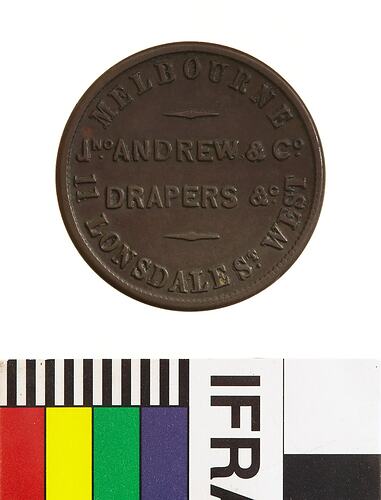 MELBOURNE
JNO ANDREW & CO
DRAPERS &C
11 LONSDALE ST WEST
IFRA